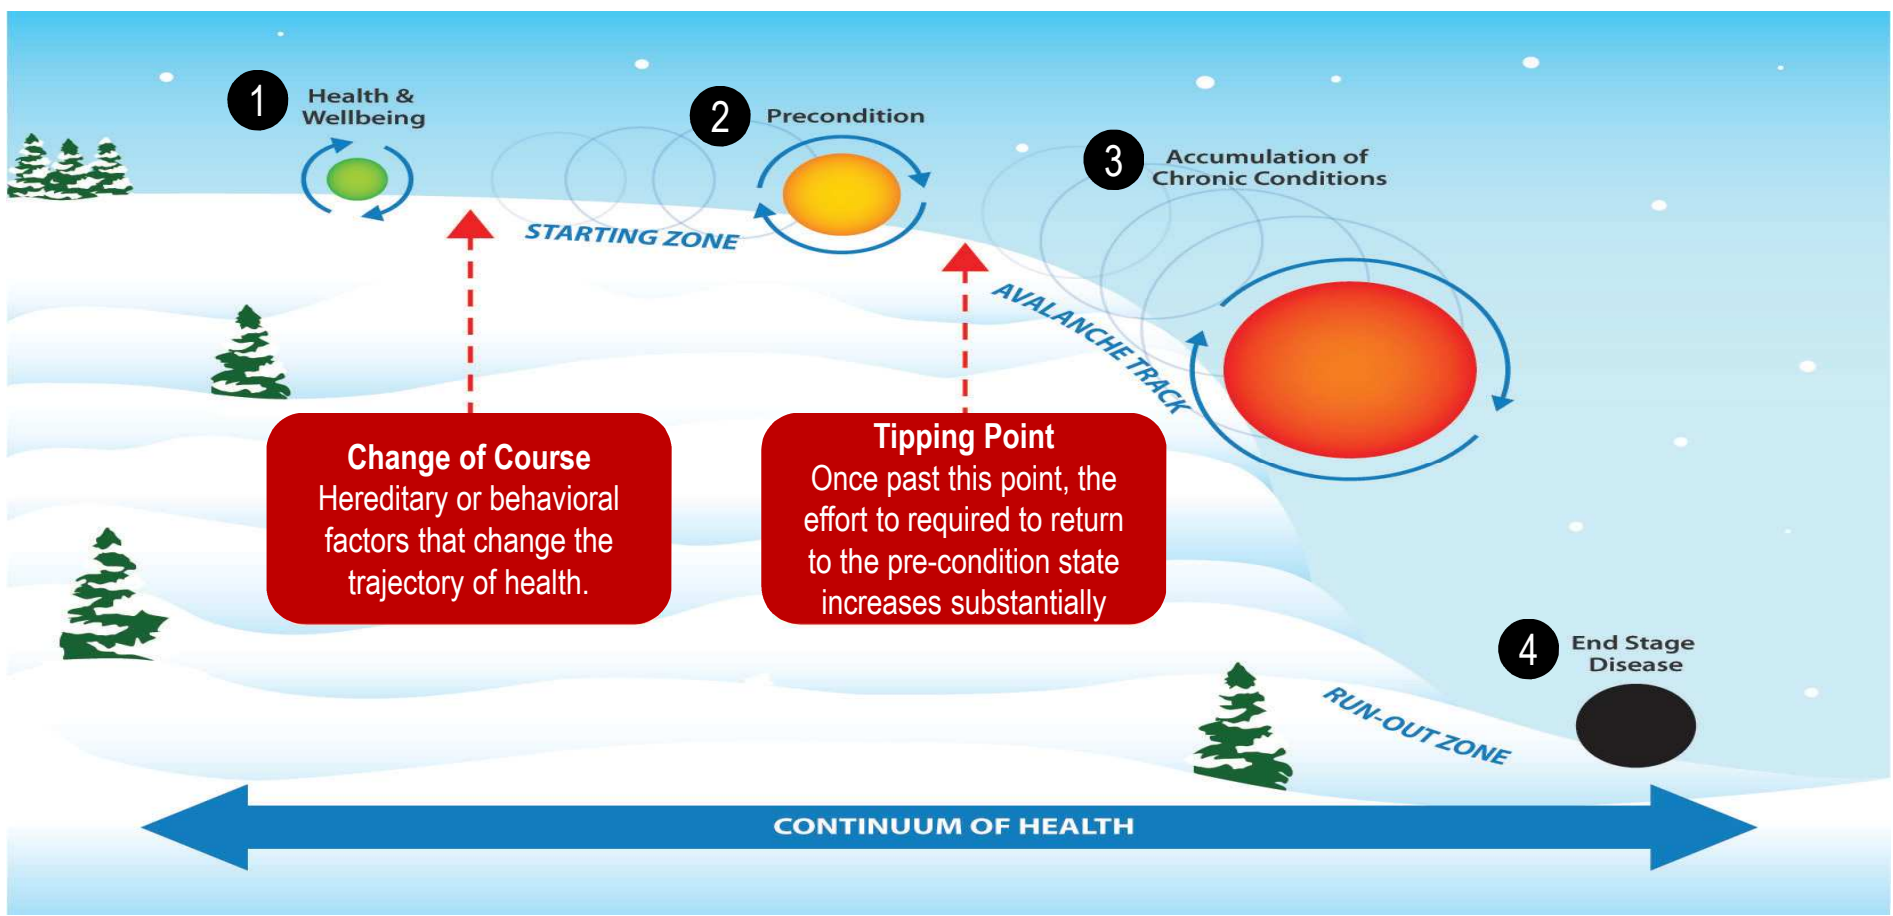 1
Health &
Wellbeing
2
Precondition
3
Accumulation of
Chronic Conditions
STARTING ZONE
AVALANCHE TRACK
Change of Course
Hereditary or behavioral
factors that change the
trajectory of health.
Tipping Point
Once past this point, the
effort to required to return
to the pre-condition state
increases substantially
4
End Stage
Disease
RUN-OUT ZONE
CONTINUUM OF HEALTH